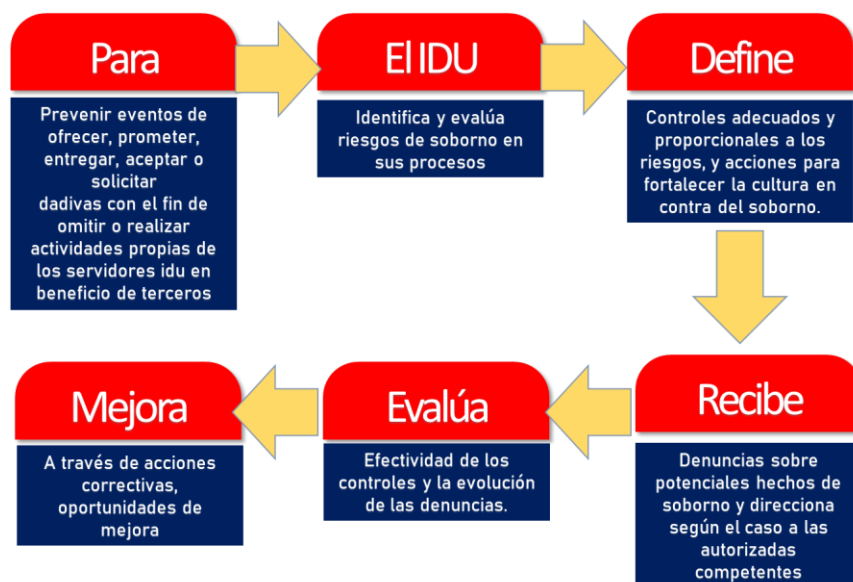 Para
Prevenir eventos de
ofrecer, prometer,
entregar, aceptar o
solicitar
dadivas con el fin de
omitir o realizar
actividades propias de
los servidores idu en
beneficio de terceros
El IDU
Identifica y evalúa
riesgos de soborno en
sus procesos
Define
Controles adecuados y
proporcionales a los
riesgos, y acciones para
fortalecer la cultura en
contra del soborno.
Recibe
Denuncias sobre
potenciales hechos de
soborno y direcciona
según el caso a las
autorizadas
competentes
Evalúa
Efectividad de los
controles y la evolución
de las denuncias.
Mejora
A través de acciones
correctivas,
oportunidades de
mejora